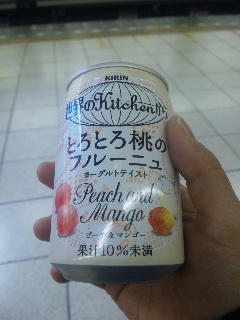 KIRIN
世界のKitchenから
とろとろ桃の
フルーニュ
ヨーグルトテイスト
Peach and
Mango
ピーチ&マンゴー
果汁10%未満